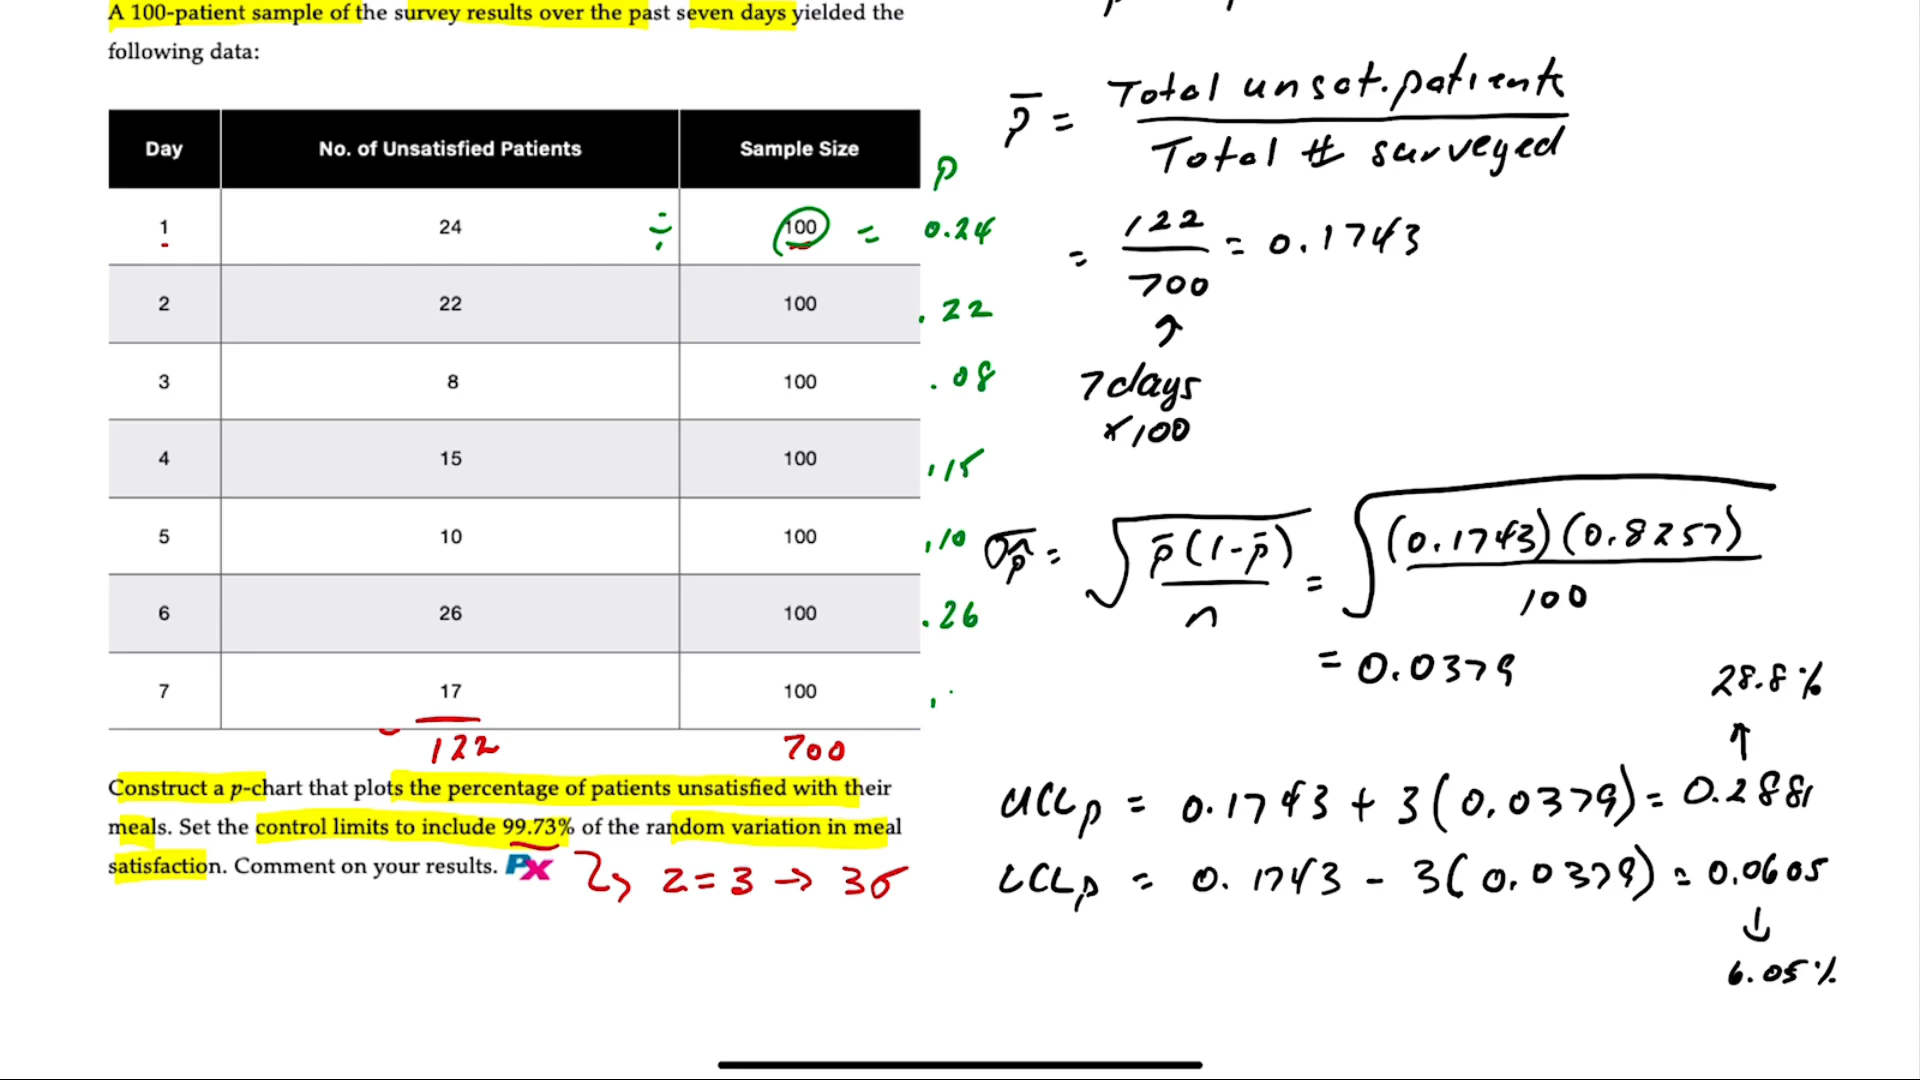 A 100-patient sample of the survey results over the past seven days yielded the
following data:
Day No. of Unsatisfied Patients Sample Size p
1 24 ÷ 100 = 0.24
2 22 100 .22
3 8 100 .08
4 15 100 .15
5 10 100 .10
6 26 100 .26
7 17 100
122 700
Construct a p-chart that plots the percentage of patients unsatisfied with their
meals. Set the control limits to include 99.73% of the random variation in meal
satisfaction. Comment on your results. PX
z = 3 → 3σ
p̄ = Total unsat. patients / Total # surveyed
= 122 / 700 = 0.1743
↑
7 days
× 100
σp̂ = √(p̄(1-p̄) / n) = √((0.1743)(0.8257) / 100)
= 0.0379
28.8%
↑
UCLp = 0.1743 + 3(0.0379) = 0.2881
LCLp = 0.1743 - 3(0.0379) = 0.0605
↓
6.05%